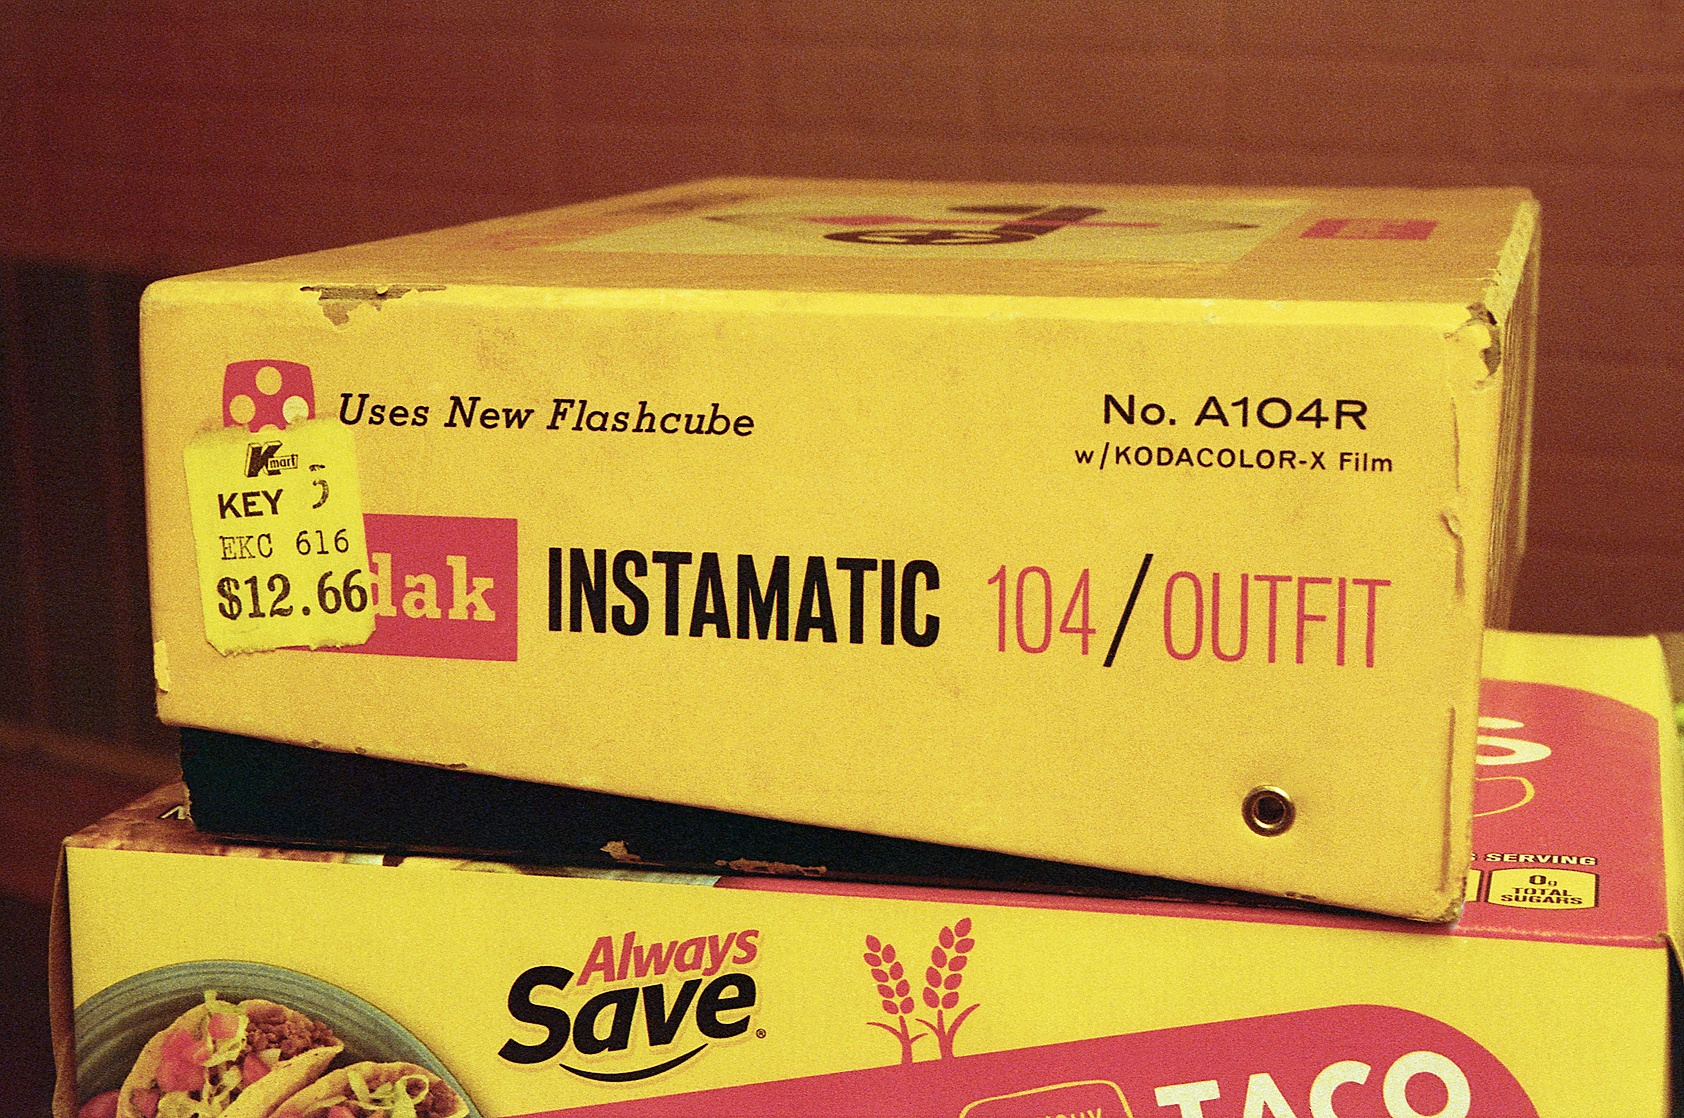 Uses New Flashcube
No. A104R
w/KODACOLOR-X Film
Kmart
KEY 5
EKC 616
$12.66
dak
INSTAMATIC 104/OUTFIT
S
SERVING
0g
TOTAL
SUGARS
Always
Save®
TACO